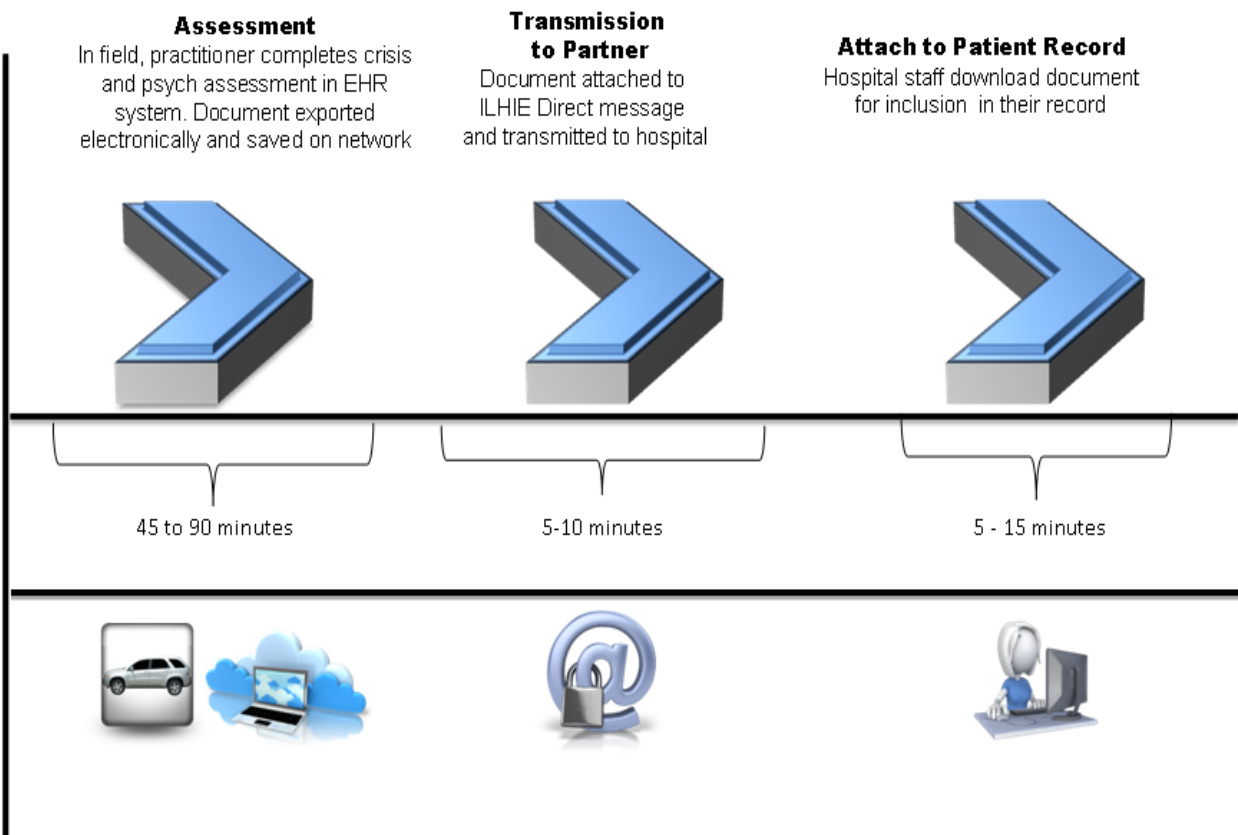 Assessment
In field, practitioner completes crisis
and psych assessment in EHR
system. Document exported
electronically and saved on network
Transmission
to Partner
Document attached to
ILHIE Direct message
and transmitted to hospital
Attach to Patient Record
Hospital staff download document
for inclusion in their record
45 to 90 minutes
5-10 minutes
5 - 15 minutes